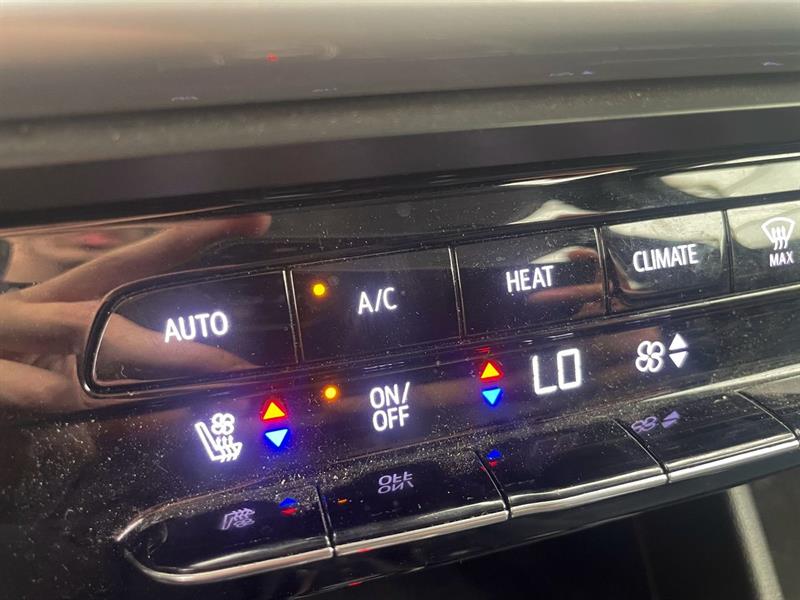 AUTO
A/C
HEAT
CLIMATE
MAX
ON/
OFF
LO